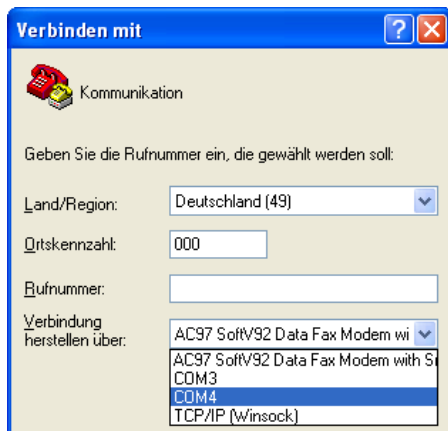 Verbinden mit
Kommunikation
Geben Sie die Rufnummer ein, die gewählt werden soll:
Land/Region: Deutschland (49)
Ortskennzahl: 000
Rufnummer:
Verbindung
herstellen über: AC97 SoftV92 Data Fax Modem wi
AC97 SoftV92 Data Fax Modem with
COM3
COM4
TCP/IP (Winsock)